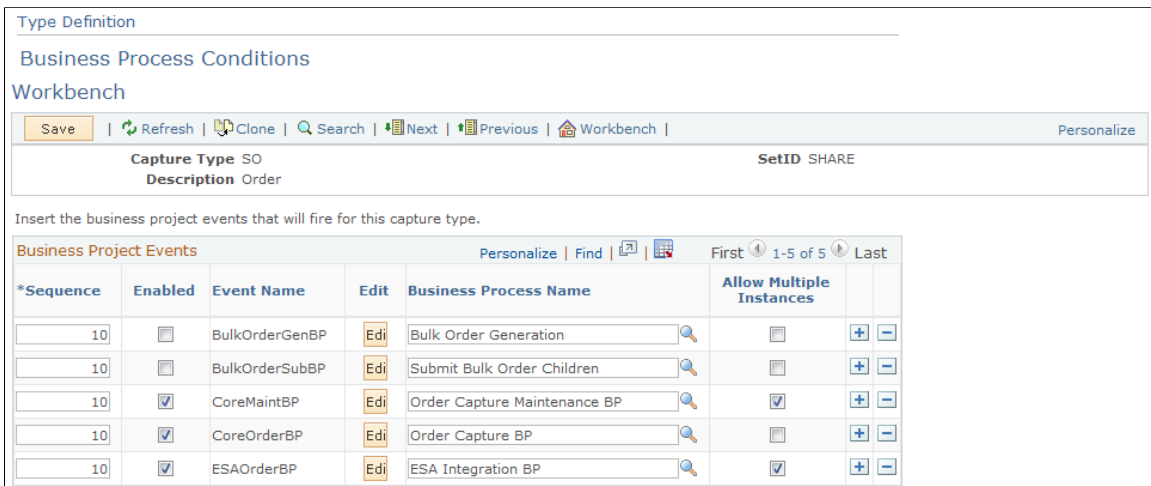 Type Definition
Business Process Conditions
Workbench
Save | Refresh | Clone | Search | Next | Previous | Workbench | Personalize
Capture Type SO SetID SHARE
Description Order
Insert the business project events that will fire for this capture type.
Business Project Events Personalize | Find | First 1-5 of 5 Last
*Sequence Enabled Event Name Edit Business Process Name Allow Multiple Instances
10 BulkOrderGenBP Edi Bulk Order Generation
10 BulkOrderSubBP Edi Submit Bulk Order Children
10 CoreMaintBP Edi Order Capture Maintenance BP
10 CoreOrderBP Edi Order Capture BP
10 ESAOrderBP Edi ESA Integration BP